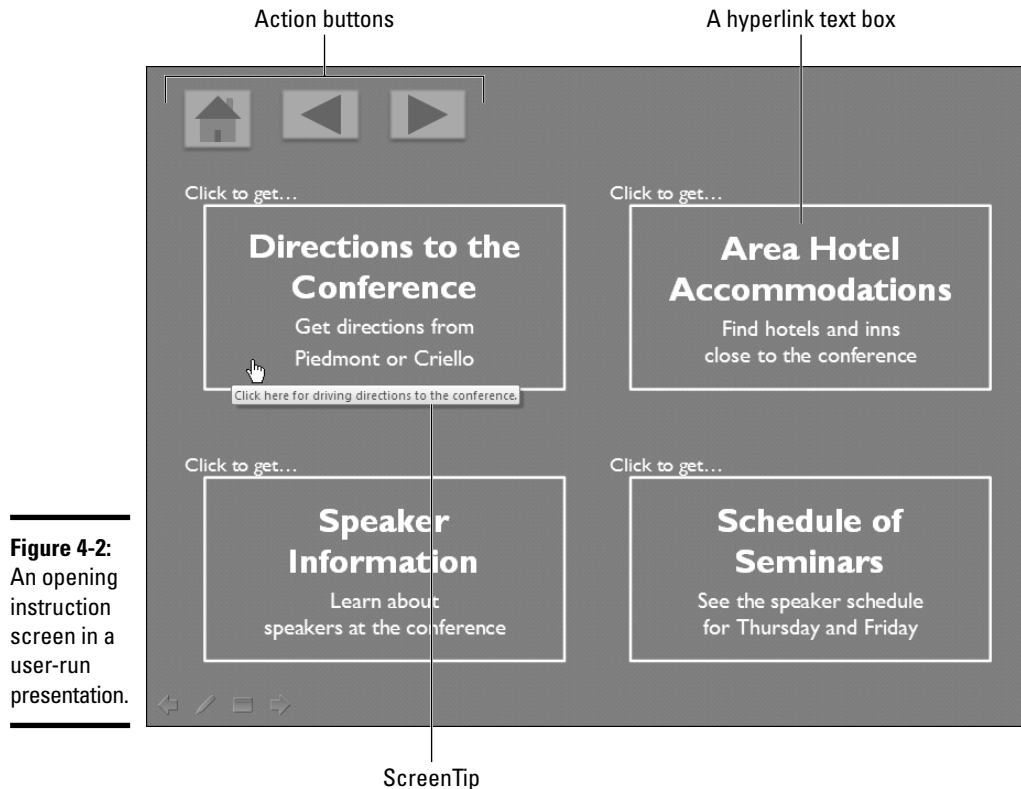 Action buttons
A hyperlink text box
Click to get…
Directions to the
Conference
Get directions from
Piedmont or Criello
Click here for driving directions to the conference.
Click to get…
Area Hotel
Accommodations
Find hotels and inns
close to the conference
Click to get…
Speaker
Information
Learn about
speakers at the conference
Click to get…
Schedule of
Seminars
See the speaker schedule
for Thursday and Friday
Figure 4-2:
An opening
instruction
screen in a
user-run
presentation.
ScreenTip